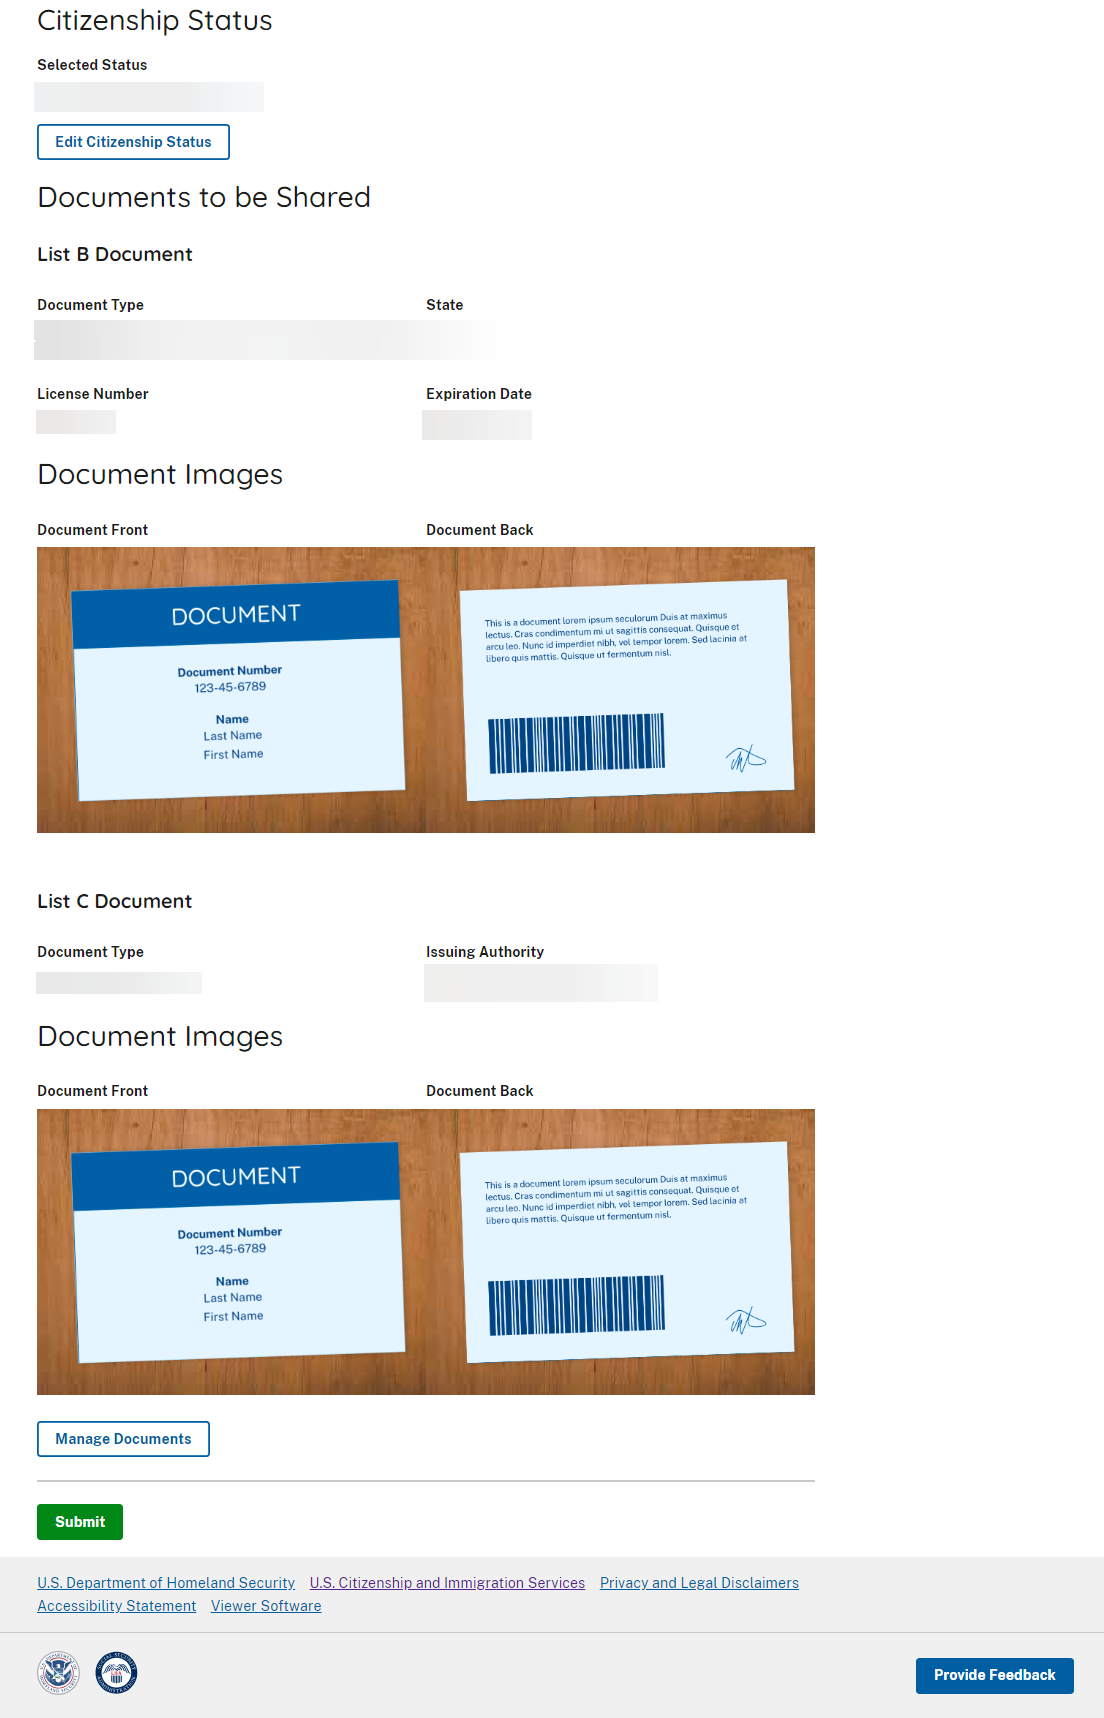 Citizenship Status
Selected Status
Edit Citizenship Status
Documents to be Shared
List B Document
Document Type State
License Number Expiration Date
Document Images
Document Front Document Back
DOCUMENT
Document Number
123-45-6789
Name
Last Name
First Name
This is a document lorem ipsum seculorum Duis at maximus
lectus. Cras condimentum mi ut sagittis consequat. Quisque et
arcu leo. Nunc id imperdiet nibh, vel tempor lorem. Sed lacinia at
libero quis mattis. Quisque ut fermentum nisl.
List C Document
Document Type Issuing Authority
Document Images
Document Front Document Back
DOCUMENT
Document Number
123-45-6789
Name
Last Name
First Name
This is a document lorem ipsum seculorum Duis at maximus
lectus. Cras condimentum mi ut sagittis consequat. Quisque et
arcu leo. Nunc id imperdiet nibh, vel tempor lorem. Sed lacinia at
libero quis mattis. Quisque ut fermentum nisl.
Manage Documents
Submit
U.S. Department of Homeland Security U.S. Citizenship and Immigration Services Privacy and Legal Disclaimers
Accessibility Statement Viewer Software
Provide Feedback